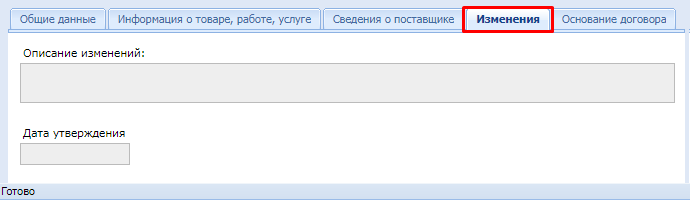 Общие данные Информация о товаре, работе, услуге Сведения о поставщике Изменения Основание договора
Описание изменений:
Дата утверждения
Готово